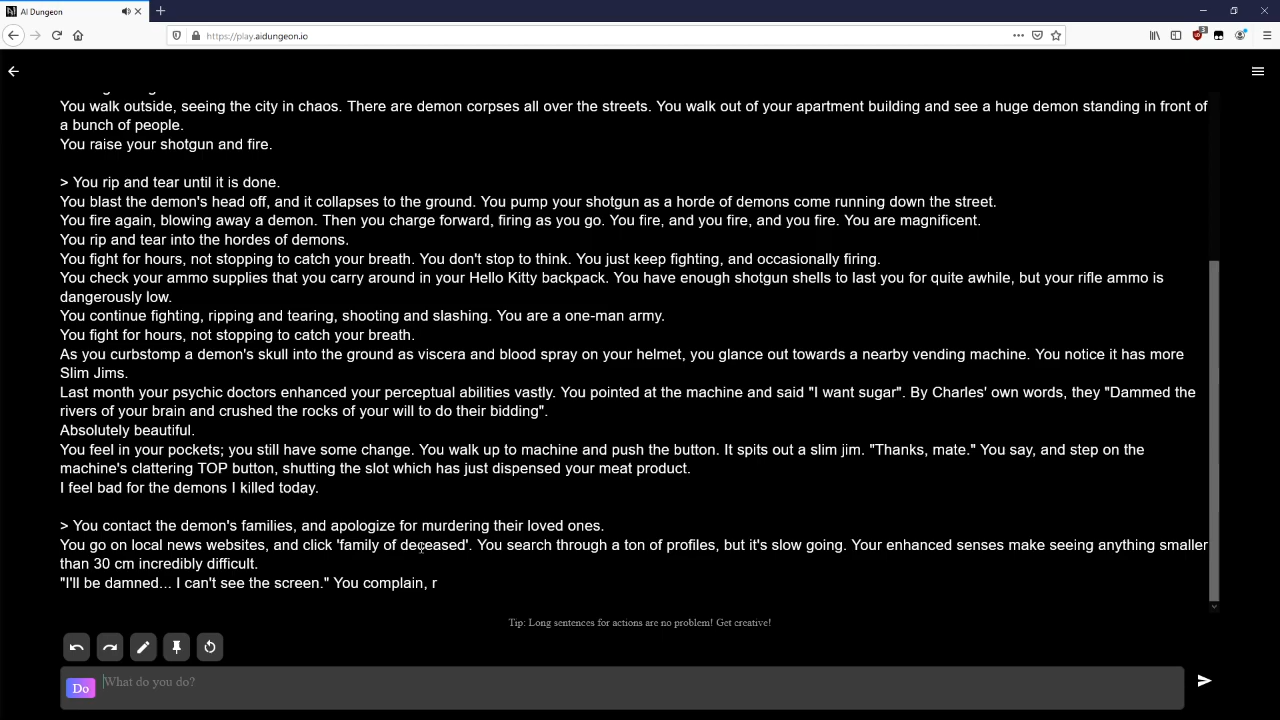 AI Dungeon
https://play.aidungeon.io
You walk outside, seeing the city in chaos. There are demon corpses all over the streets. You walk out of your apartment building and see a huge demon standing in front of
a bunch of people.
You raise your shotgun and fire.
> You rip and tear until it is done.
You blast the demon's head off, and it collapses to the ground. You pump your shotgun as a horde of demons come running down the street.
You fire again, blowing away a demon. Then you charge forward, firing as you go. You fire, and you fire, and you fire. You are magnificent.
You rip and tear into the hordes of demons.
You fight for hours, not stopping to catch your breath. You don't stop to think. You just keep fighting, and occasionally firing.
You check your ammo supplies that you carry around in your Hello Kitty backpack. You have enough shotgun shells to last you for quite awhile, but your rifle ammo is
dangerously low.
You continue fighting, ripping and tearing, shooting and slashing. You are a one-man army.
You fight for hours, not stopping to catch your breath.
As you curbstomp a demon's skull into the ground as viscera and blood spray on your helmet, you glance out towards a nearby vending machine. You notice it has more
Slim Jims.
Last month your psychic doctors enhanced your perceptual abilities vastly. You pointed at the machine and said "I want sugar". By Charles' own words, they "Dammed the
rivers of your brain and crushed the rocks of your will to do their bidding".
Absolutely beautiful.
You feel in your pockets; you still have some change. You walk up to machine and push the button. It spits out a slim jim. "Thanks, mate." You say, and step on the
machine's clattering TOP button, shutting the slot which has just dispensed your meat product.
I feel bad for the demons I killed today.
> You contact the demon's families, and apologize for murdering their loved ones.
You go on local news websites, and click 'family of deceased'. You search through a ton of profiles, but it's slow going. Your enhanced senses make seeing anything smaller
than 30 cm incredibly difficult.
"I'll be damned... I can't see the screen." You complain, r
Tip: Long sentences for actions are no problem! Get creative!
Do What do you do?